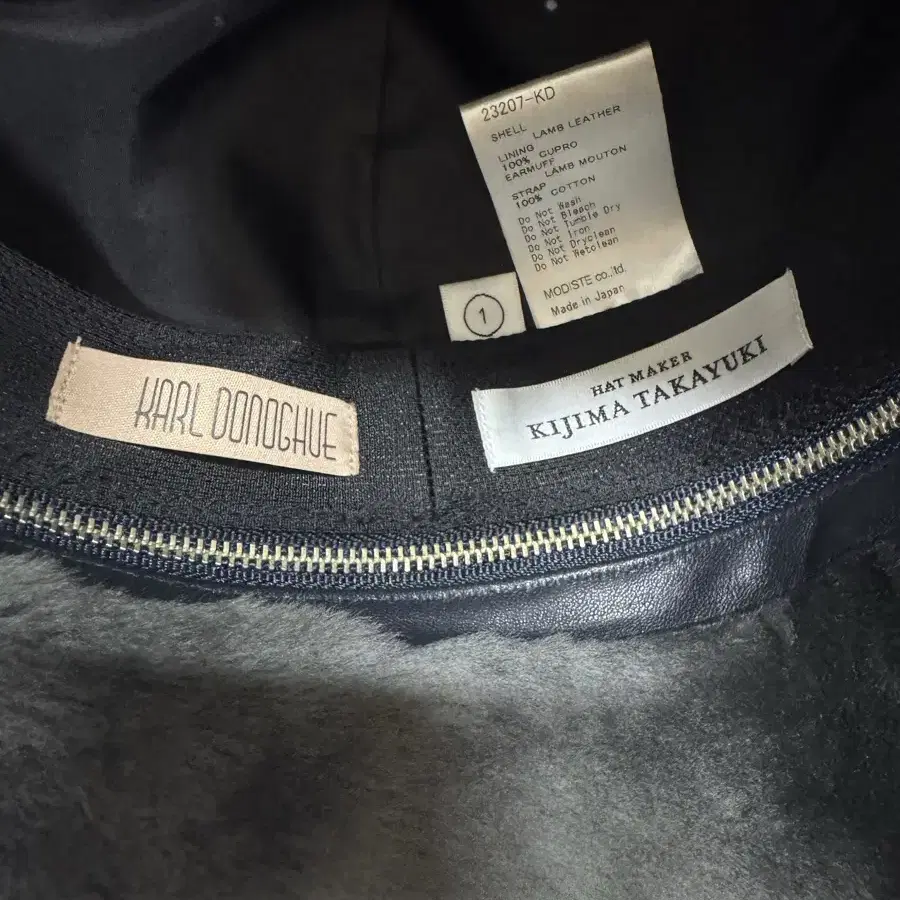 23207-KD
SHELL
LAMB LEATHER
LINING
100% CUPRO
EARMUFF
LAMB MOUTON
STRAP
100% COTTON
Do Not Wash
Do Not Bleach
Do Not Tumble Dry
Do Not Iron
Do Not Dryclean
Do Not Wetclean
MODISTE co.,ltd.
Made in Japan
1
KARL DONOGHUE
HAT MAKER
KIJIMA TAKAYUKI